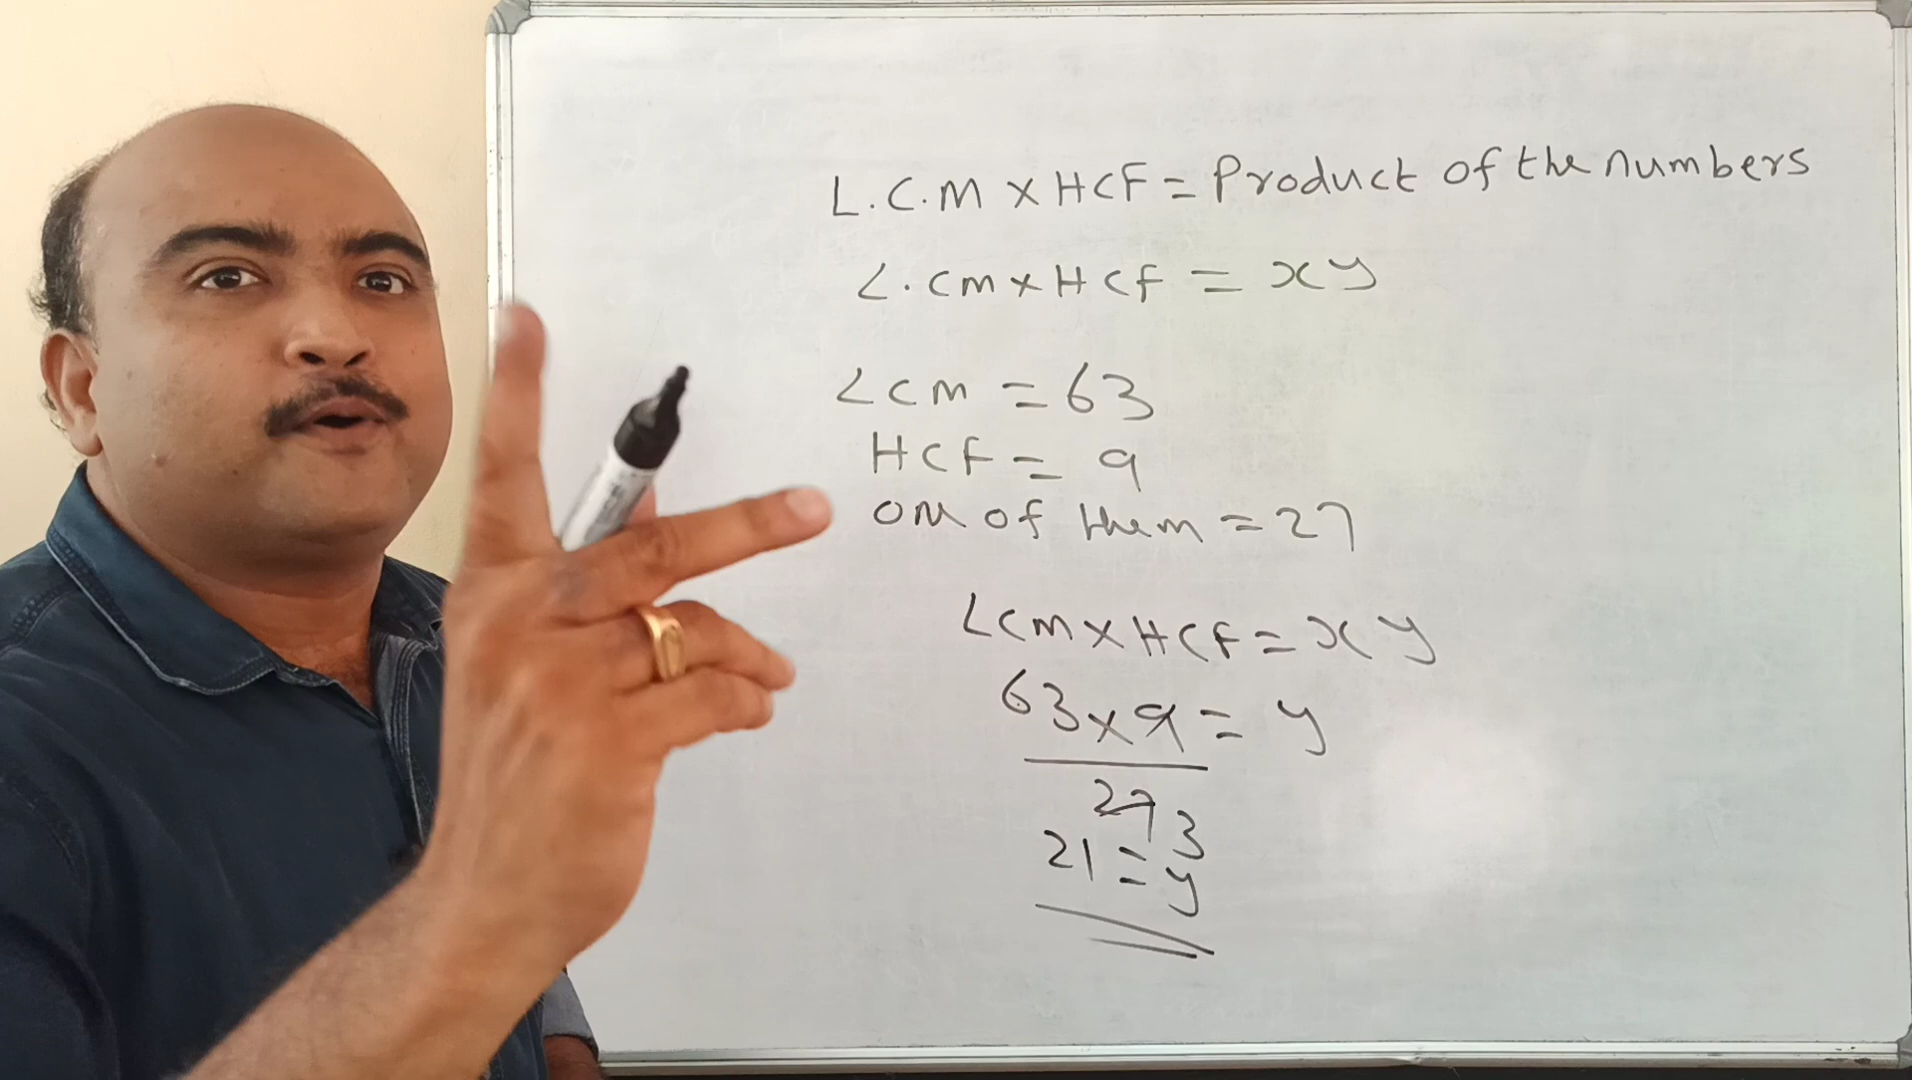 L.C.M x HCF = Product of the numbers
L.cm x Hcf = xy
Lcm = 63
HCF = 9
one of them = 27
Lcm x HCF = xy
63 x 9 = y
27 3
21 = y